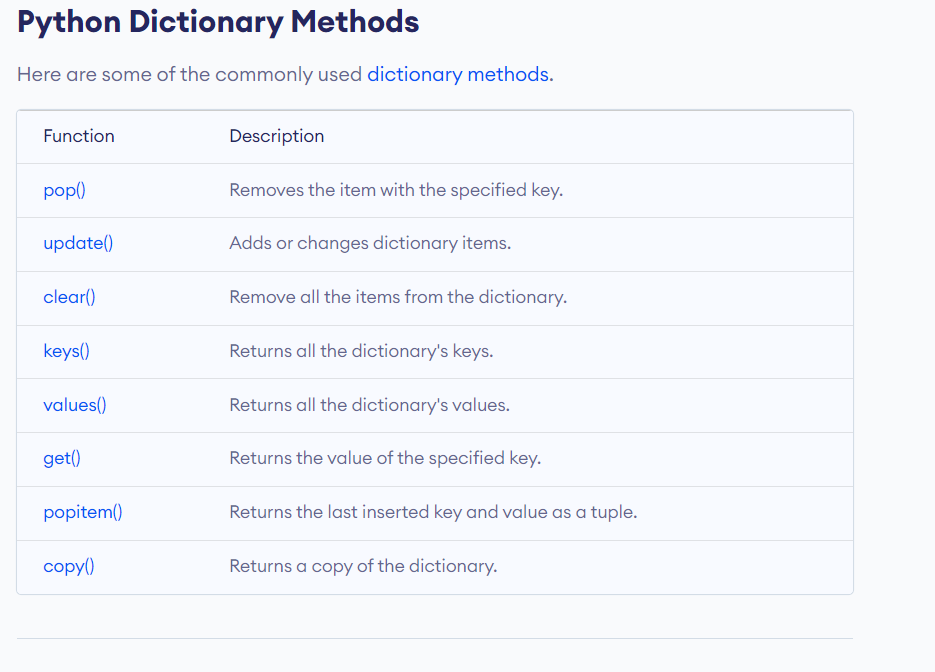 Python Dictionary Methods
Here are some of the commonly used dictionary methods.
Function Description
pop() Removes the item with the specified key.
update() Adds or changes dictionary items.
clear() Remove all the items from the dictionary.
keys() Returns all the dictionary's keys.
values() Returns all the dictionary's values.
get() Returns the value of the specified key.
popitem() Returns the last inserted key and value as a tuple.
copy() Returns a copy of the dictionary.